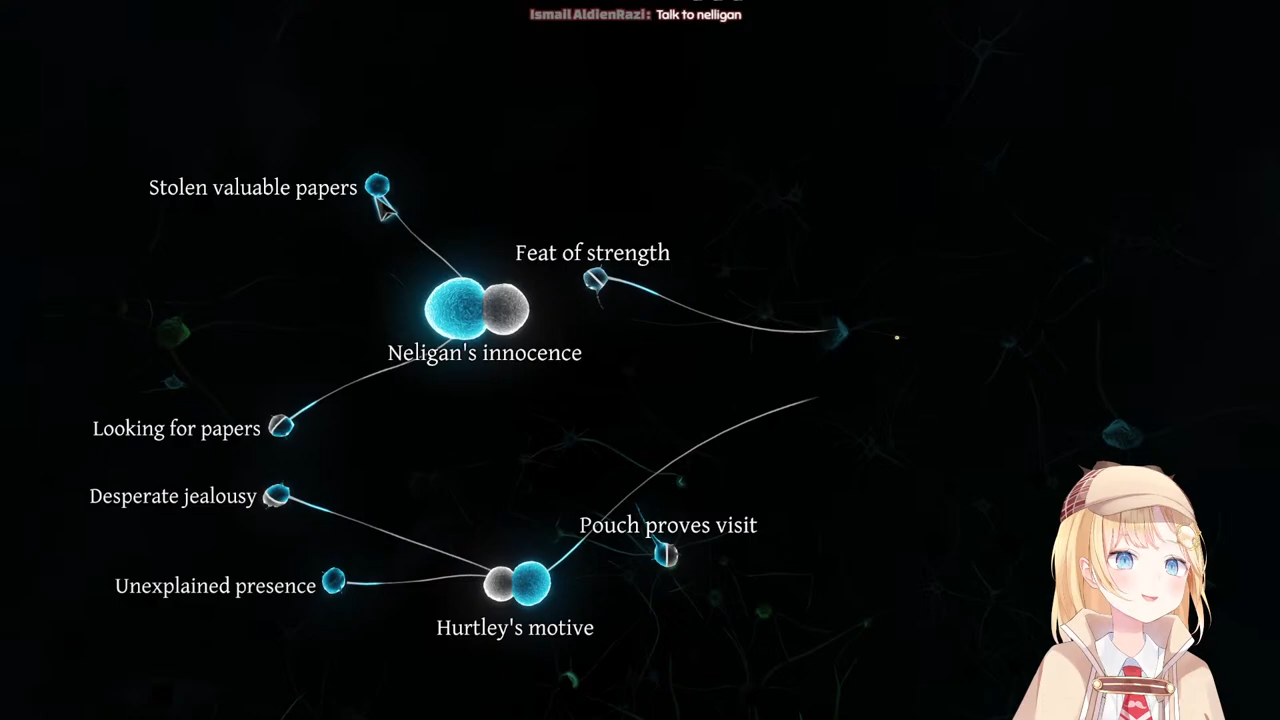 Ismail AldienRazi: Talk to nelligan
Stolen valuable papers
Feat of strength
Neligan's innocence
Looking for papers
Desperate jealousy
Pouch proves visit
Unexplained presence
Hurtley's motive